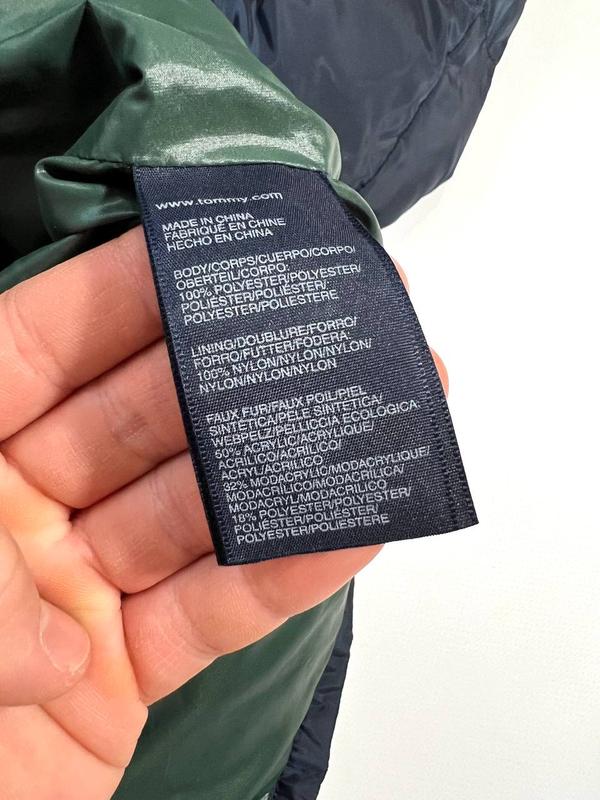 www.tommy.com
MADE IN CHINA
FABRIQUÉ EN CHINE
HECHO EN CHINA
BODY/CORPS/CUERPO/CORPO/
OBERTEIL/CORPO:
100% POLYESTER/POLYESTER/
POLIÉSTER/POLIÉSTER/
POLYESTER/POLIESTERE
LINING/DOUBLURE/FORRO/
FORRO/FUTTER/FODERA:
100% NYLON/NYLON/NYLON/
NYLON/NYLON/NYLON
FAUX FUR/FAUX POIL/PIEL
SINTÉTICA/PELE SINTÉTICA/
WEBPELZ/PELLICCIA ECOLOGICA:
50% ACRYLIC/ACRYLIQUE/
ACRÍLICO/ACRÍLICO/
ACRYL/ACRILICO
32% MODACRYLIC/MODACRYLIQUE/
MODACRÍLICO/MODACRÍLICA/
MODACRYL/MODACRILICO
18% POLYESTER/POLYESTER/
POLIÉSTER/POLIÉSTER/
POLYESTER/POLIESTERE